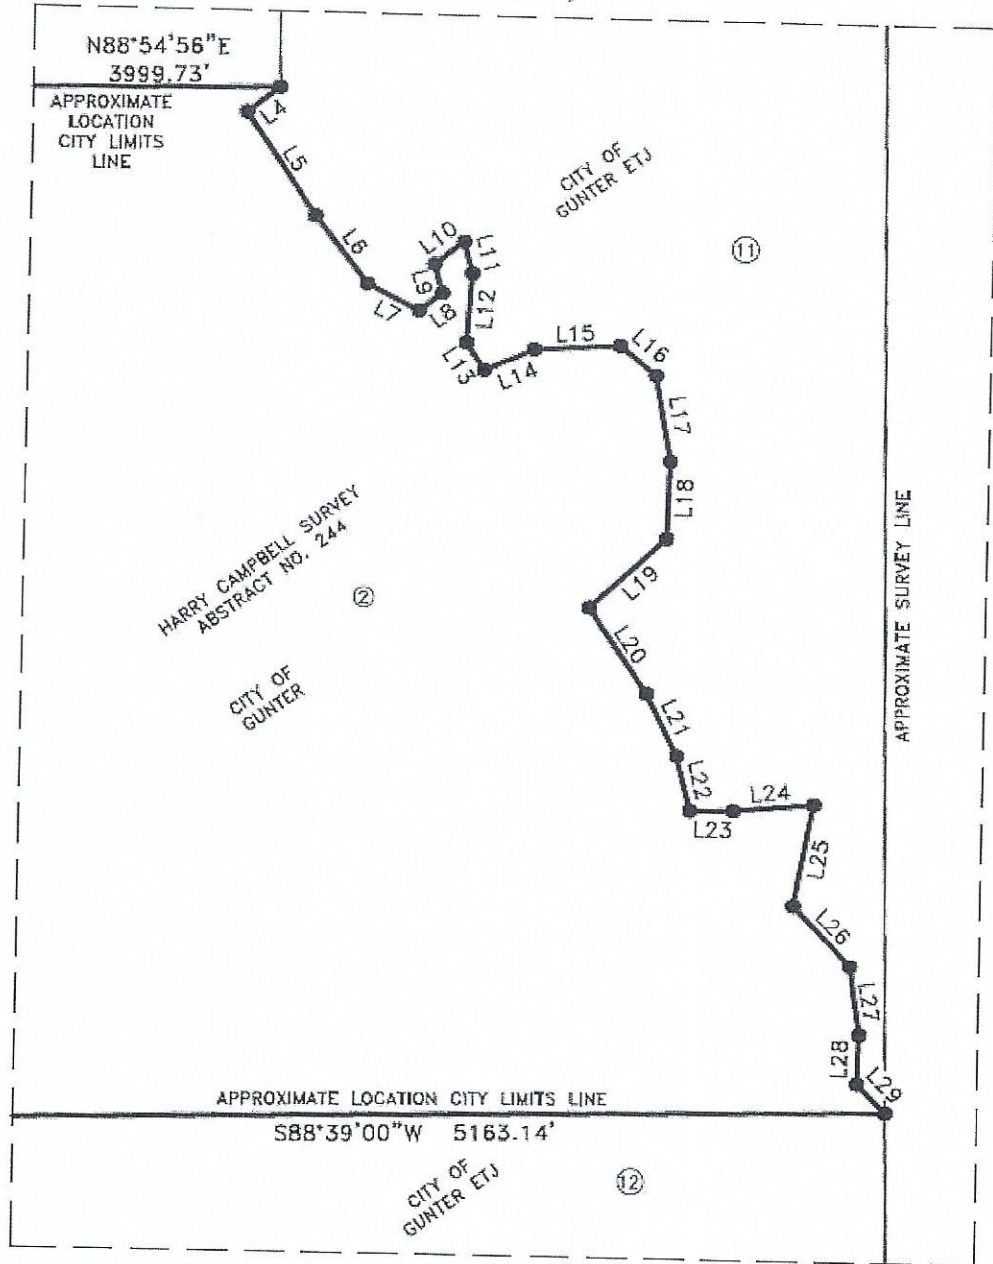 N88°54'56"E
3999.73'
APPROXIMATE
LOCATION
CITY LIMITS
LINE
L4
L5
L6
L7
L8
L9
L10
L11
L12
L13
L14
L15
L16
L17
L18
L19
L20
L21
L22
L23
L24
L25
L26
L27
L28
L29
CITY OF
GUNTER ETJ
11
HARRY CAMPBELL SURVEY
ABSTRACT NO. 244
2
CITY OF
GUNTER
APPROXIMATE SURVEY LINE
APPROXIMATE LOCATION CITY LIMITS LINE
S88°39'00"W 5163.14'
CITY OF
GUNTER ETJ
12